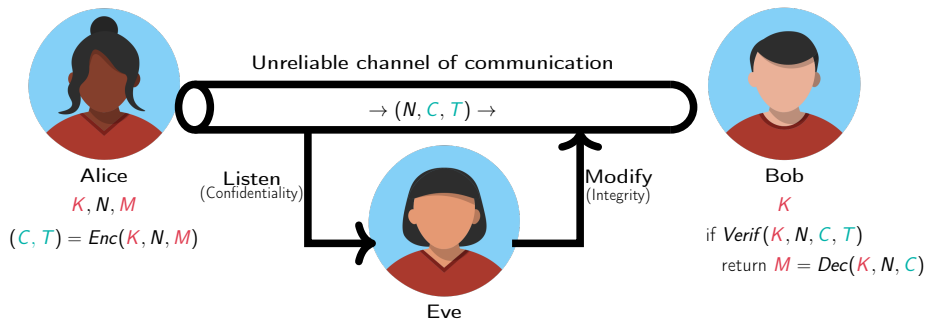 Unreliable channel of communication
→ (N, C, T) →
Alice
K, N, M
(C, T) = Enc(K, N, M)
Listen
(Confidentiality)
Eve
Modify
(Integrity)
Bob
K
if Verif(K, N, C, T)
return M = Dec(K, N, C)